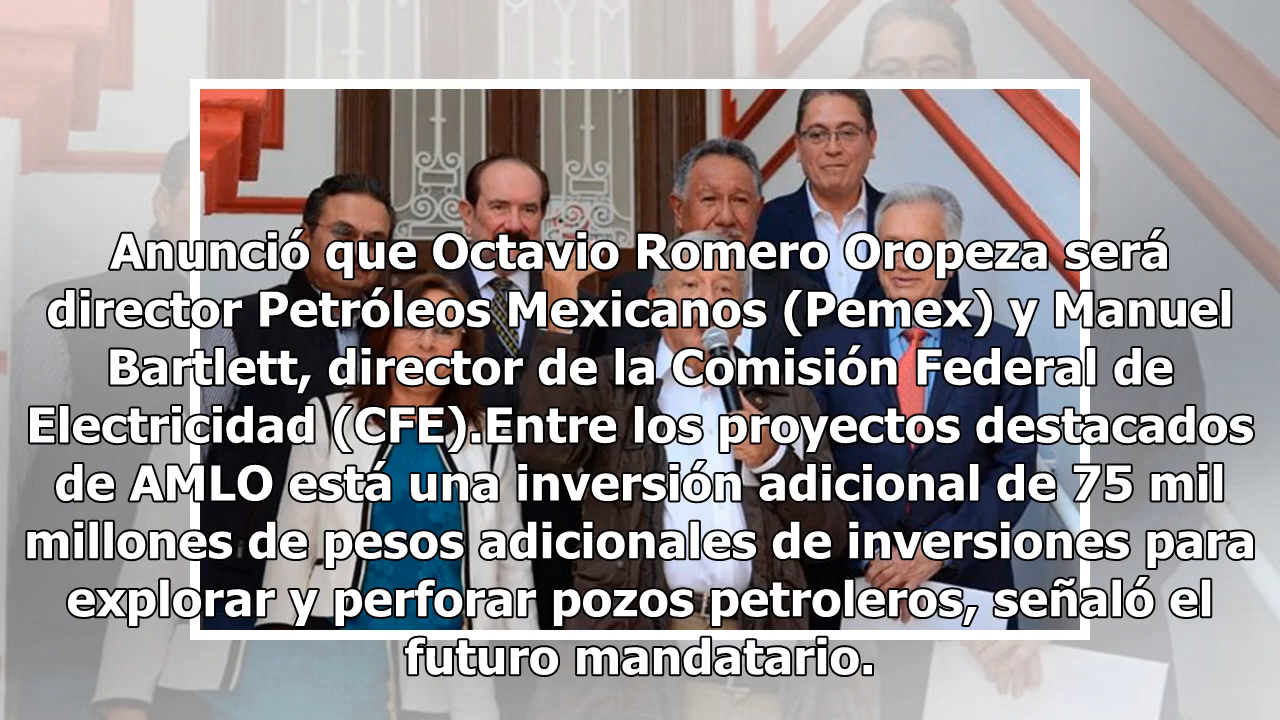 Anunció que Octavio Romero Oropeza será
director Petróleos Mexicanos (Pemex) y Manuel
Bartlett, director de la Comisión Federal de
Electricidad (CFE).Entre los proyectos destacados
de AMLO está una inversión adicional de 75 mil
millones de pesos adicionales de inversiones para
explorar y perforar pozos petroleros, señaló el
futuro mandatario.